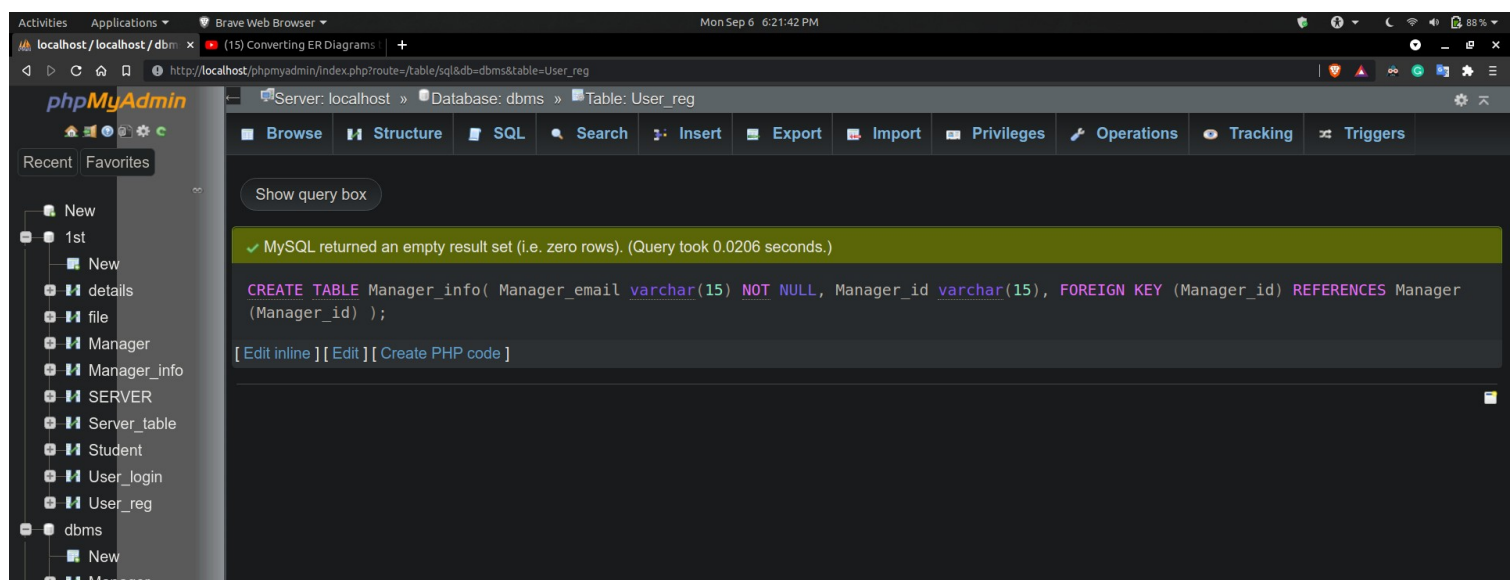 Activities Applications Brave Web Browser Mon Sep 6 6:21:42 PM 88%
localhost / localhost / dbm (15) Converting ER Diagrams
http://localhost/phpmyadmin/index.php?route=/table/sql&db=dbms&table=User_reg
phpMyAdmin
Server: localhost » Database: dbms » Table: User_reg
Browse Structure SQL Search Insert Export Import Privileges Operations Tracking Triggers
Recent Favorites
Show query box
New
1st
New
details
file
Manager
Manager_info
SERVER
Server_table
Student
User_login
User_reg
dbms
New
MySQL returned an empty result set (i.e. zero rows). (Query took 0.0206 seconds.)
CREATE TABLE Manager_info( Manager_email varchar(15) NOT NULL, Manager_id varchar(15), FOREIGN KEY (Manager_id) REFERENCES Manager
(Manager_id) );
[ Edit inline ] [ Edit ] [ Create PHP code ]